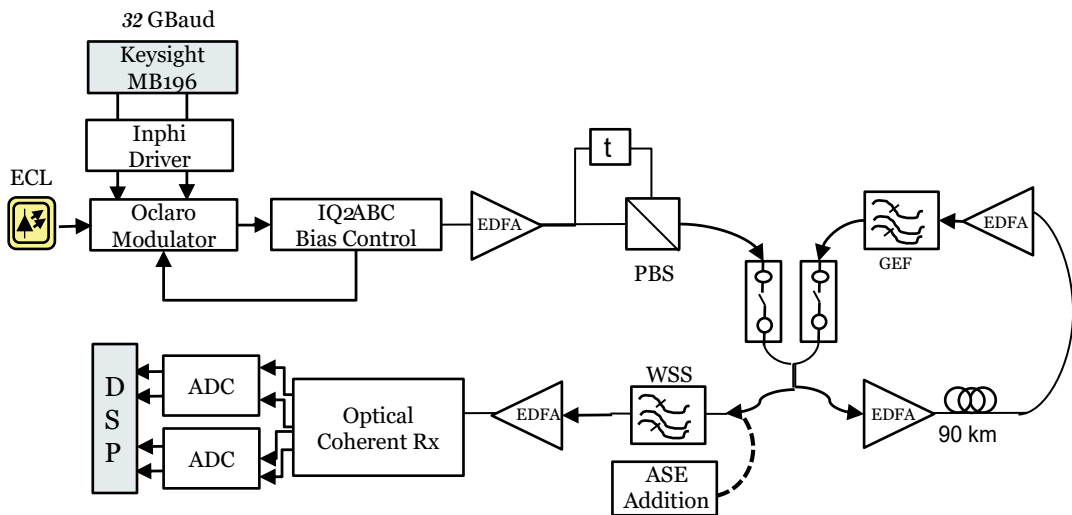 32 GBaud
Keysight
MB196
Inphi
Driver
ECL
Oclaro
Modulator
IQ2ABC
Bias Control
EDFA
t
PBS
GEF
EDFA
D
S
P
ADC
ADC
Optical
Coherent Rx
EDFA
WSS
ASE
Addition
EDFA
90 km